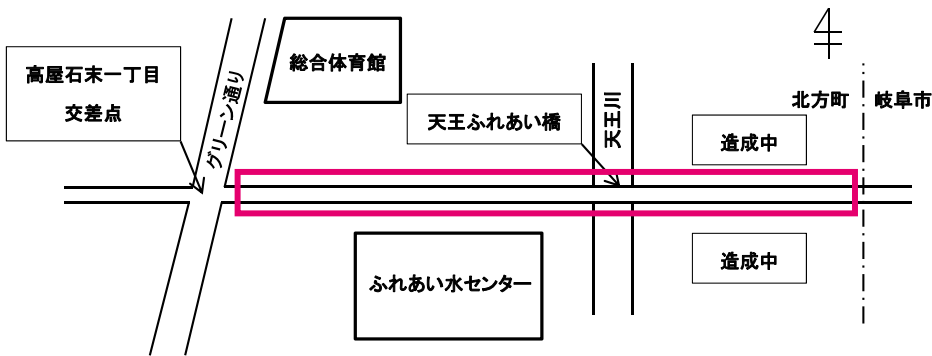 総合体育館
高屋石末一丁目
交差点
グリーン通り
天王ふれあい橋
天王川
北方町
岐阜市
造成中
ふれあい水センター
造成中